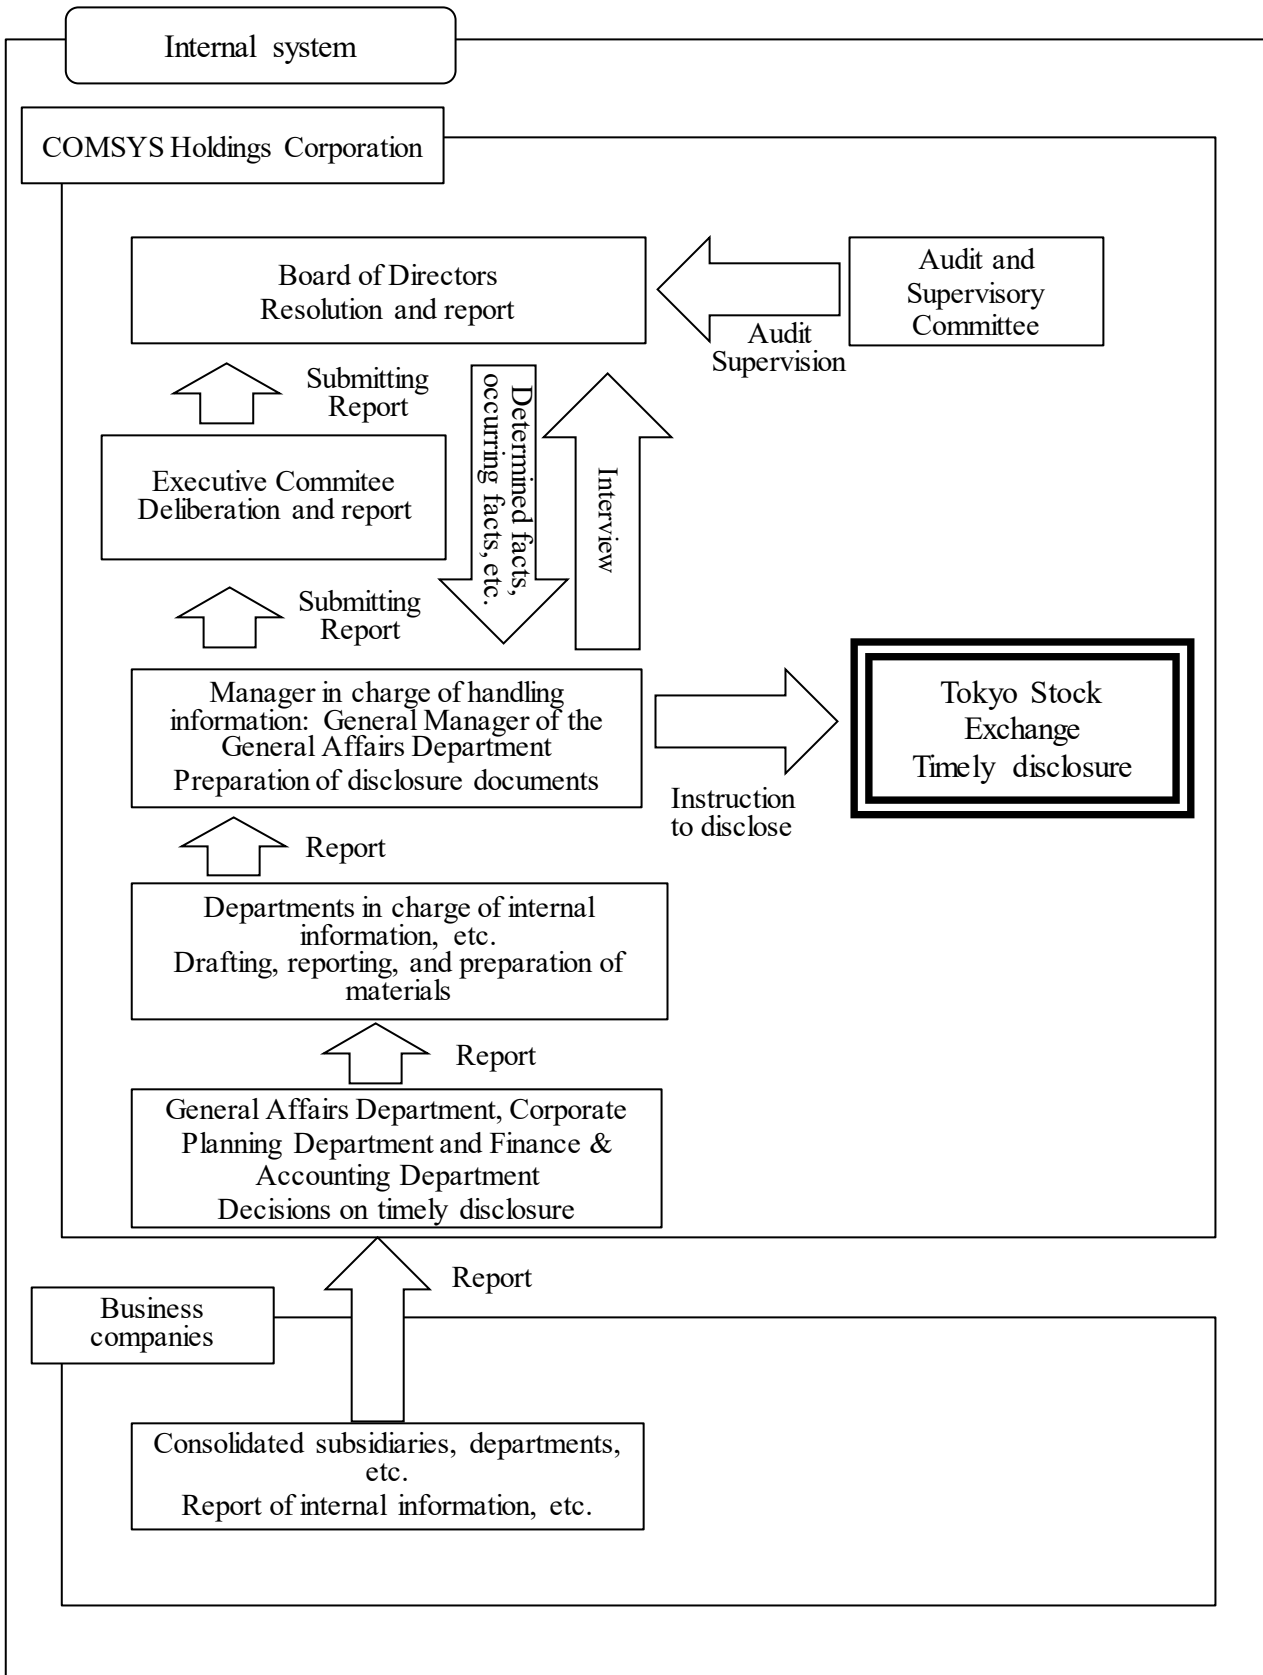 Internal system
COMSYS Holdings Corporation
Board of Directors
Resolution and report
Audit and
Supervisory
Committee
Audit
Supervision
Submitting
Report
Determined facts,
occurring facts, etc.
Interview
Executive Commitee
Deliberation and report
Submitting
Report
Manager in charge of handling
information: General Manager of the
General Affairs Department
Preparation of disclosure documents
Instruction
to disclose
Tokyo Stock
Exchange
Timely disclosure
Report
Departments in charge of internal
information, etc.
Drafting, reporting, and preparation of
materials
Report
General Affairs Department, Corporate
Planning Department and Finance &
Accounting Department
Decisions on timely disclosure
Report
Business
companies
Consolidated subsidiaries, departments,
etc.
Report of internal information, etc.